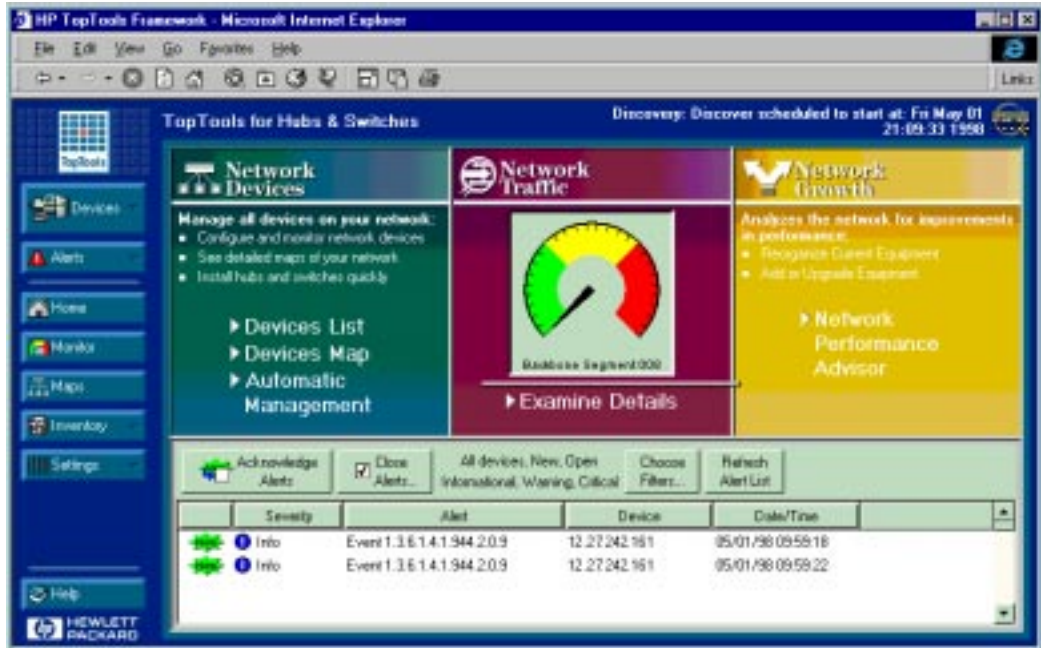 HP TopTools Framework - Microsoft Internet Explorer
File Edit View Go Favorites Help
Links
TopTools
TopTools for Hubs & Switches
Discovery: Discover scheduled to start at: Fri May 01
21:09:33 1998
Devices
Alerts
Home
Monitor
Maps
Inventory
Settings
Help
HEWLETT
PACKARD
Network
Devices
Manage all devices on your network:
Configure and monitor network devices
See detailed maps of your network
Install hubs and switches quickly
Devices List
Devices Map
Automatic
Management
Network
Traffic
Backbone Segment:008
Examine Details
Network
Growth
Analyzes the network for improvements
in performance:
Reorganize Current Equipment
Add or Upgrade Equipment
Network
Performance
Advisor
Acknowledge
Alerts
Close
Alerts...
All devices, New, Open
Informational, Warning, Critical
Choose
Filters...
Refresh
Alert List
Severity Alert Device Date/Time
Info Event 1.3.6.1.4.1.944.2.0.9 12.27.242.161 05/01/98 09:59:18
Info Event 1.3.6.1.4.1.944.2.0.9 12.27.242.161 05/01/98 09:59:22